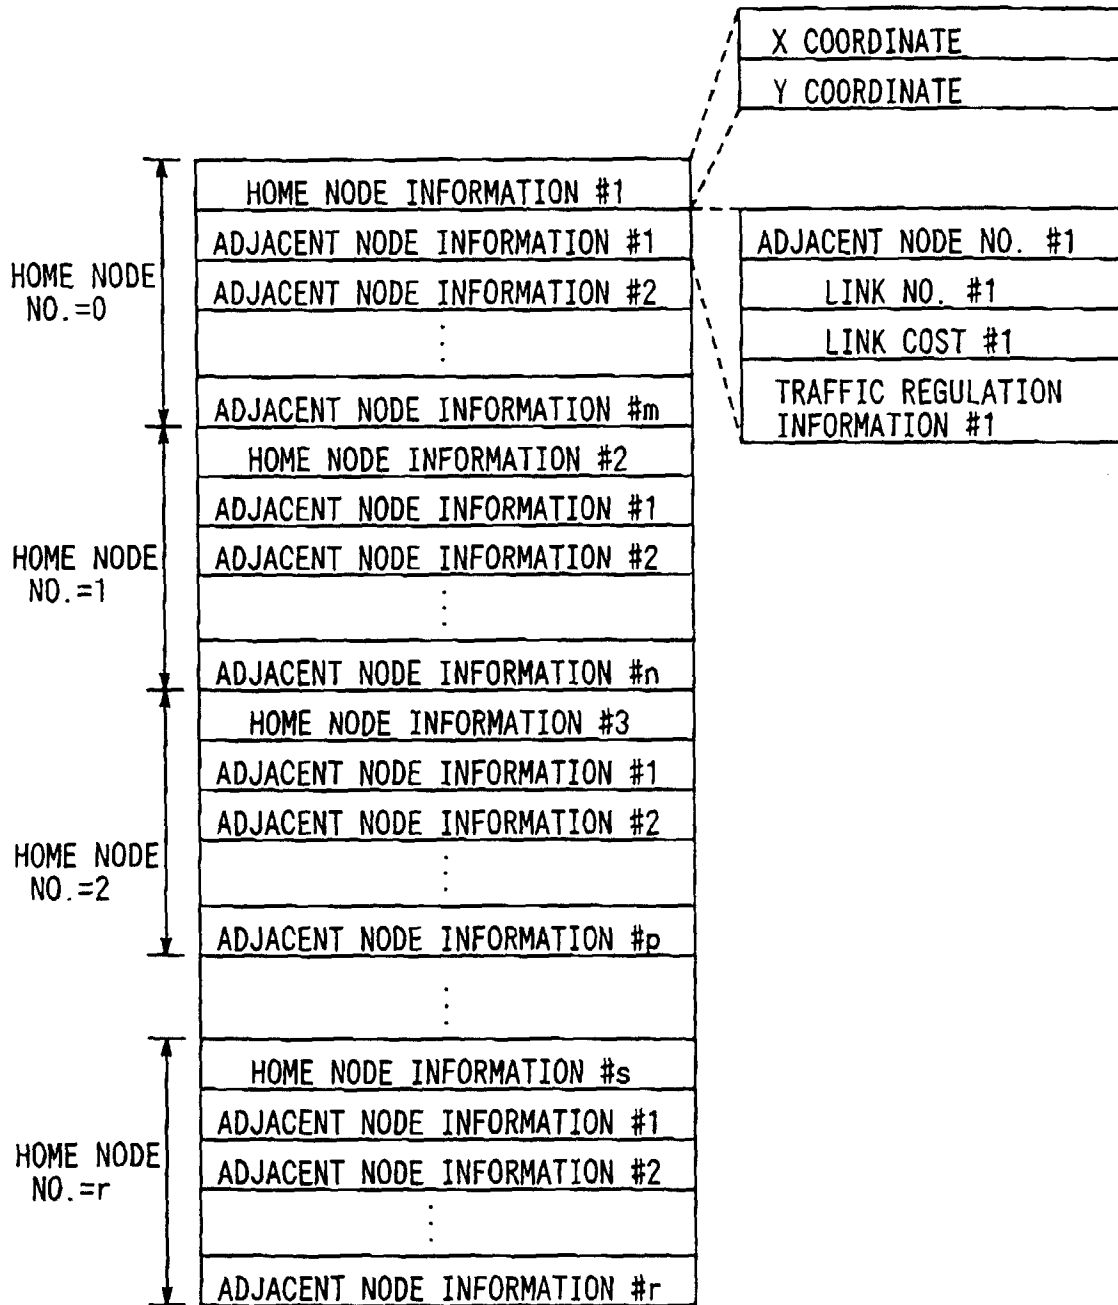 X COORDINATE
Y COORDINATE
HOME NODE INFORMATION #1
ADJACENT NODE INFORMATION #1
ADJACENT NODE INFORMATION #2
ADJACENT NODE INFORMATION #m
HOME NODE
NO.=0
ADJACENT NODE NO. #1
LINK NO. #1
LINK COST #1
TRAFFIC REGULATION
INFORMATION #1
HOME NODE INFORMATION #2
ADJACENT NODE INFORMATION #1
ADJACENT NODE INFORMATION #2
ADJACENT NODE INFORMATION #n
HOME NODE
NO.=1
HOME NODE INFORMATION #3
ADJACENT NODE INFORMATION #1
ADJACENT NODE INFORMATION #2
ADJACENT NODE INFORMATION #p
HOME NODE
NO.=2
HOME NODE INFORMATION #s
ADJACENT NODE INFORMATION #1
ADJACENT NODE INFORMATION #2
ADJACENT NODE INFORMATION #r
HOME NODE
NO.=r